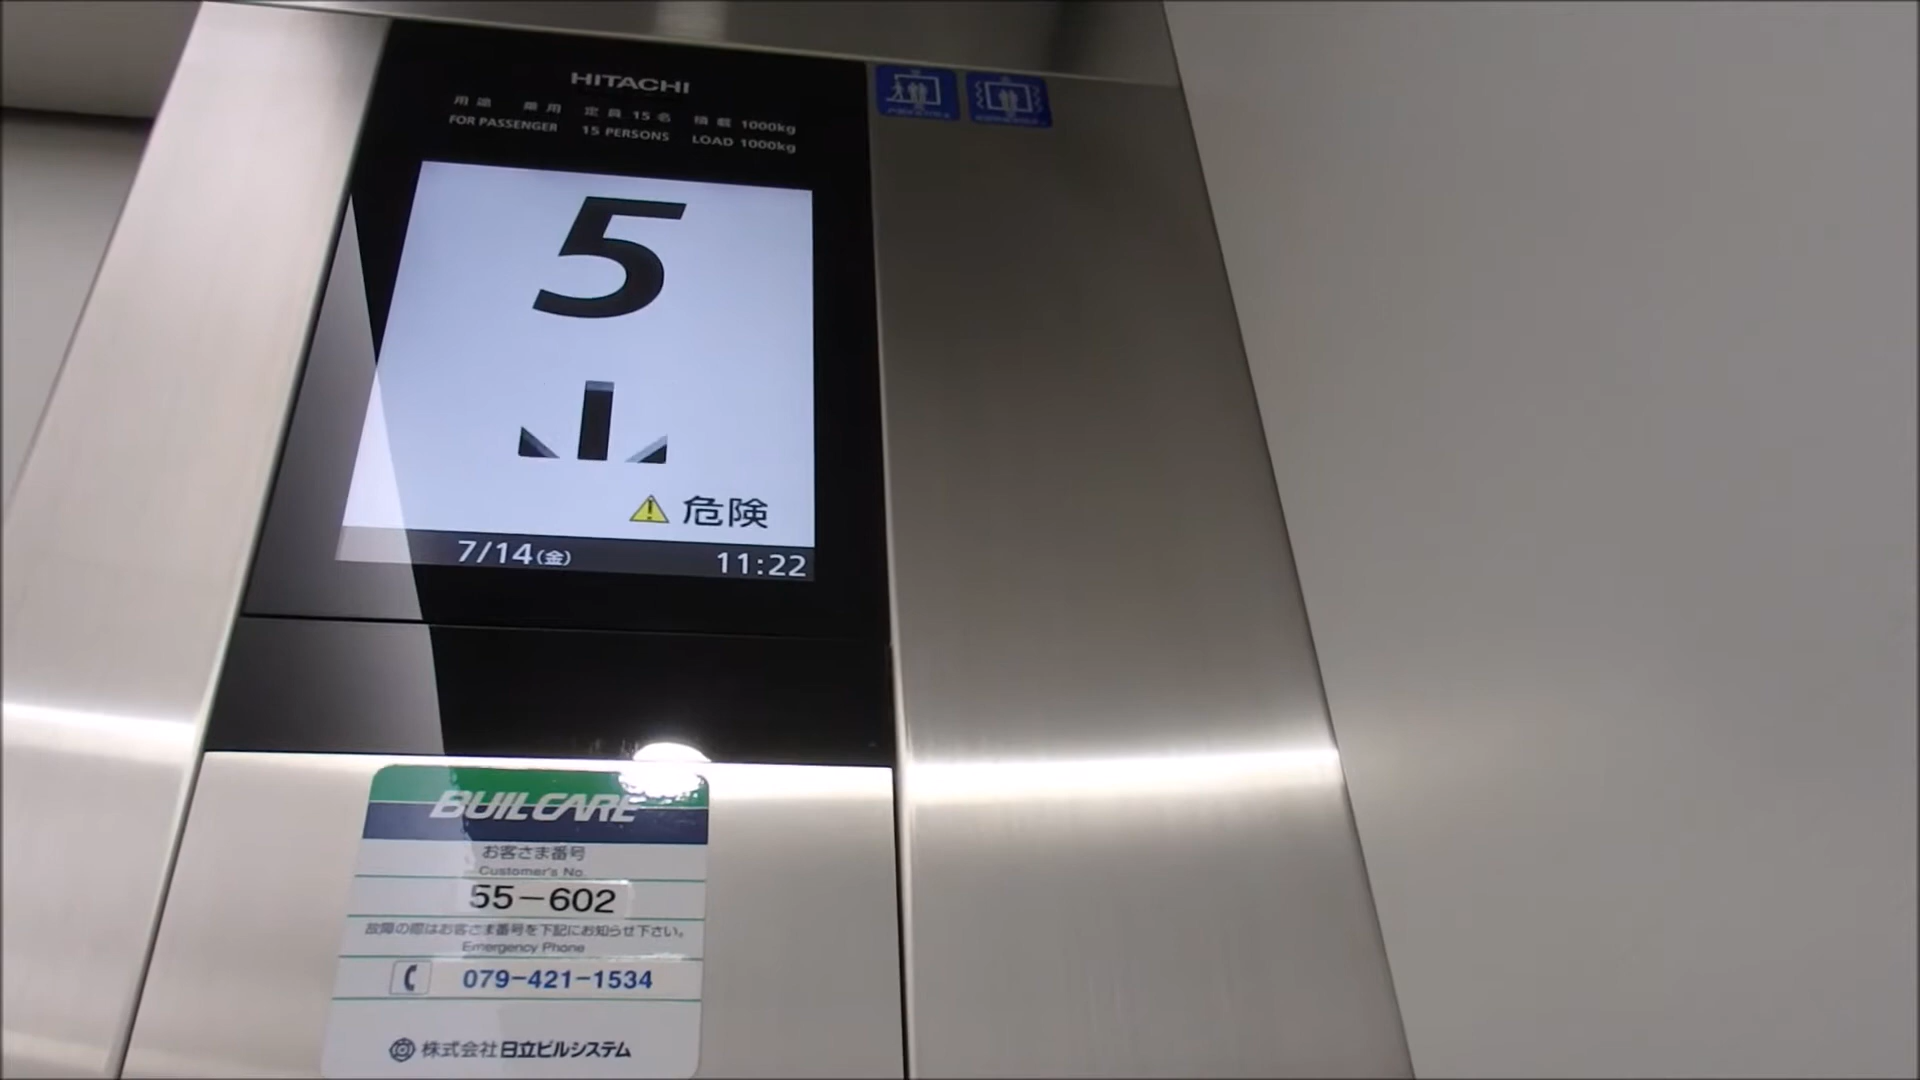 HITACHI
用途 乗用 定員 15名 積載 1000kg
FOR PASSENGER 15 PERSONS LOAD 1000kg
5
危険
7/14(金) 11:22
BUILCARE
お客さま番号
Customer's No.
55-602
故障の際はお客さま番号を下記にお知らせ下さい。
Emergency Phone
079-421-1534
株式会社日立ビルシステム